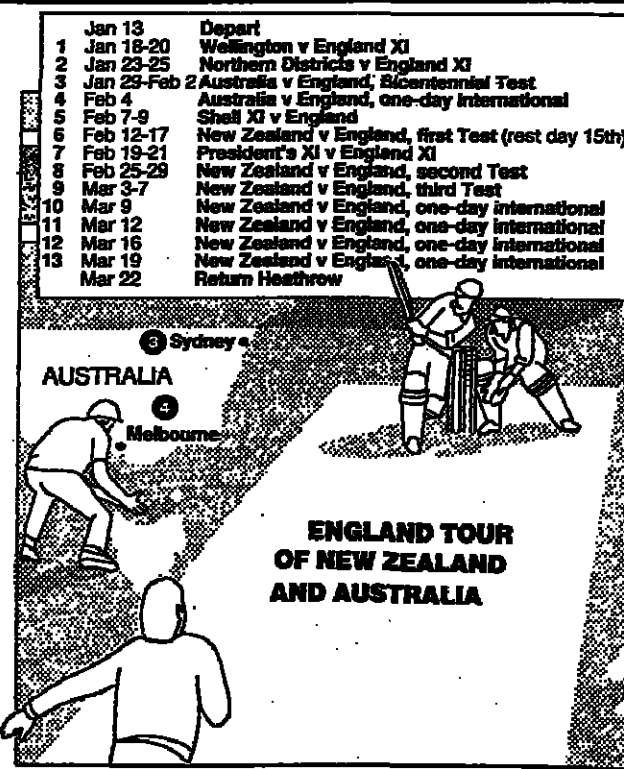 Jan 13 Depart
1 Jan 18-20 Wellington v England XI
2 Jan 23-25 Northern Districts v England XI
3 Jan 29-Feb 2 Australia v England, Bicentennial Test
4 Feb 4 Australia v England, one-day international
5 Feb 7-9 Shell XI v England
6 Feb 12-17 New Zealand v England, first Test (rest day 15th)
7 Feb 19-21 President's XI v England XI
8 Feb 25-29 New Zealand v England, second Test
9 Mar 3-7 New Zealand v England, third Test
10 Mar 9 New Zealand v England, one-day international
11 Mar 12 New Zealand v England, one-day international
12 Mar 16 New Zealand v England, one-day international
13 Mar 19 New Zealand v England, one-day international
Mar 22 Return Heathrow
3 Sydney
AUSTRALIA
4
Melbourne
ENGLAND TOUR
OF NEW ZEALAND
AND AUSTRALIA